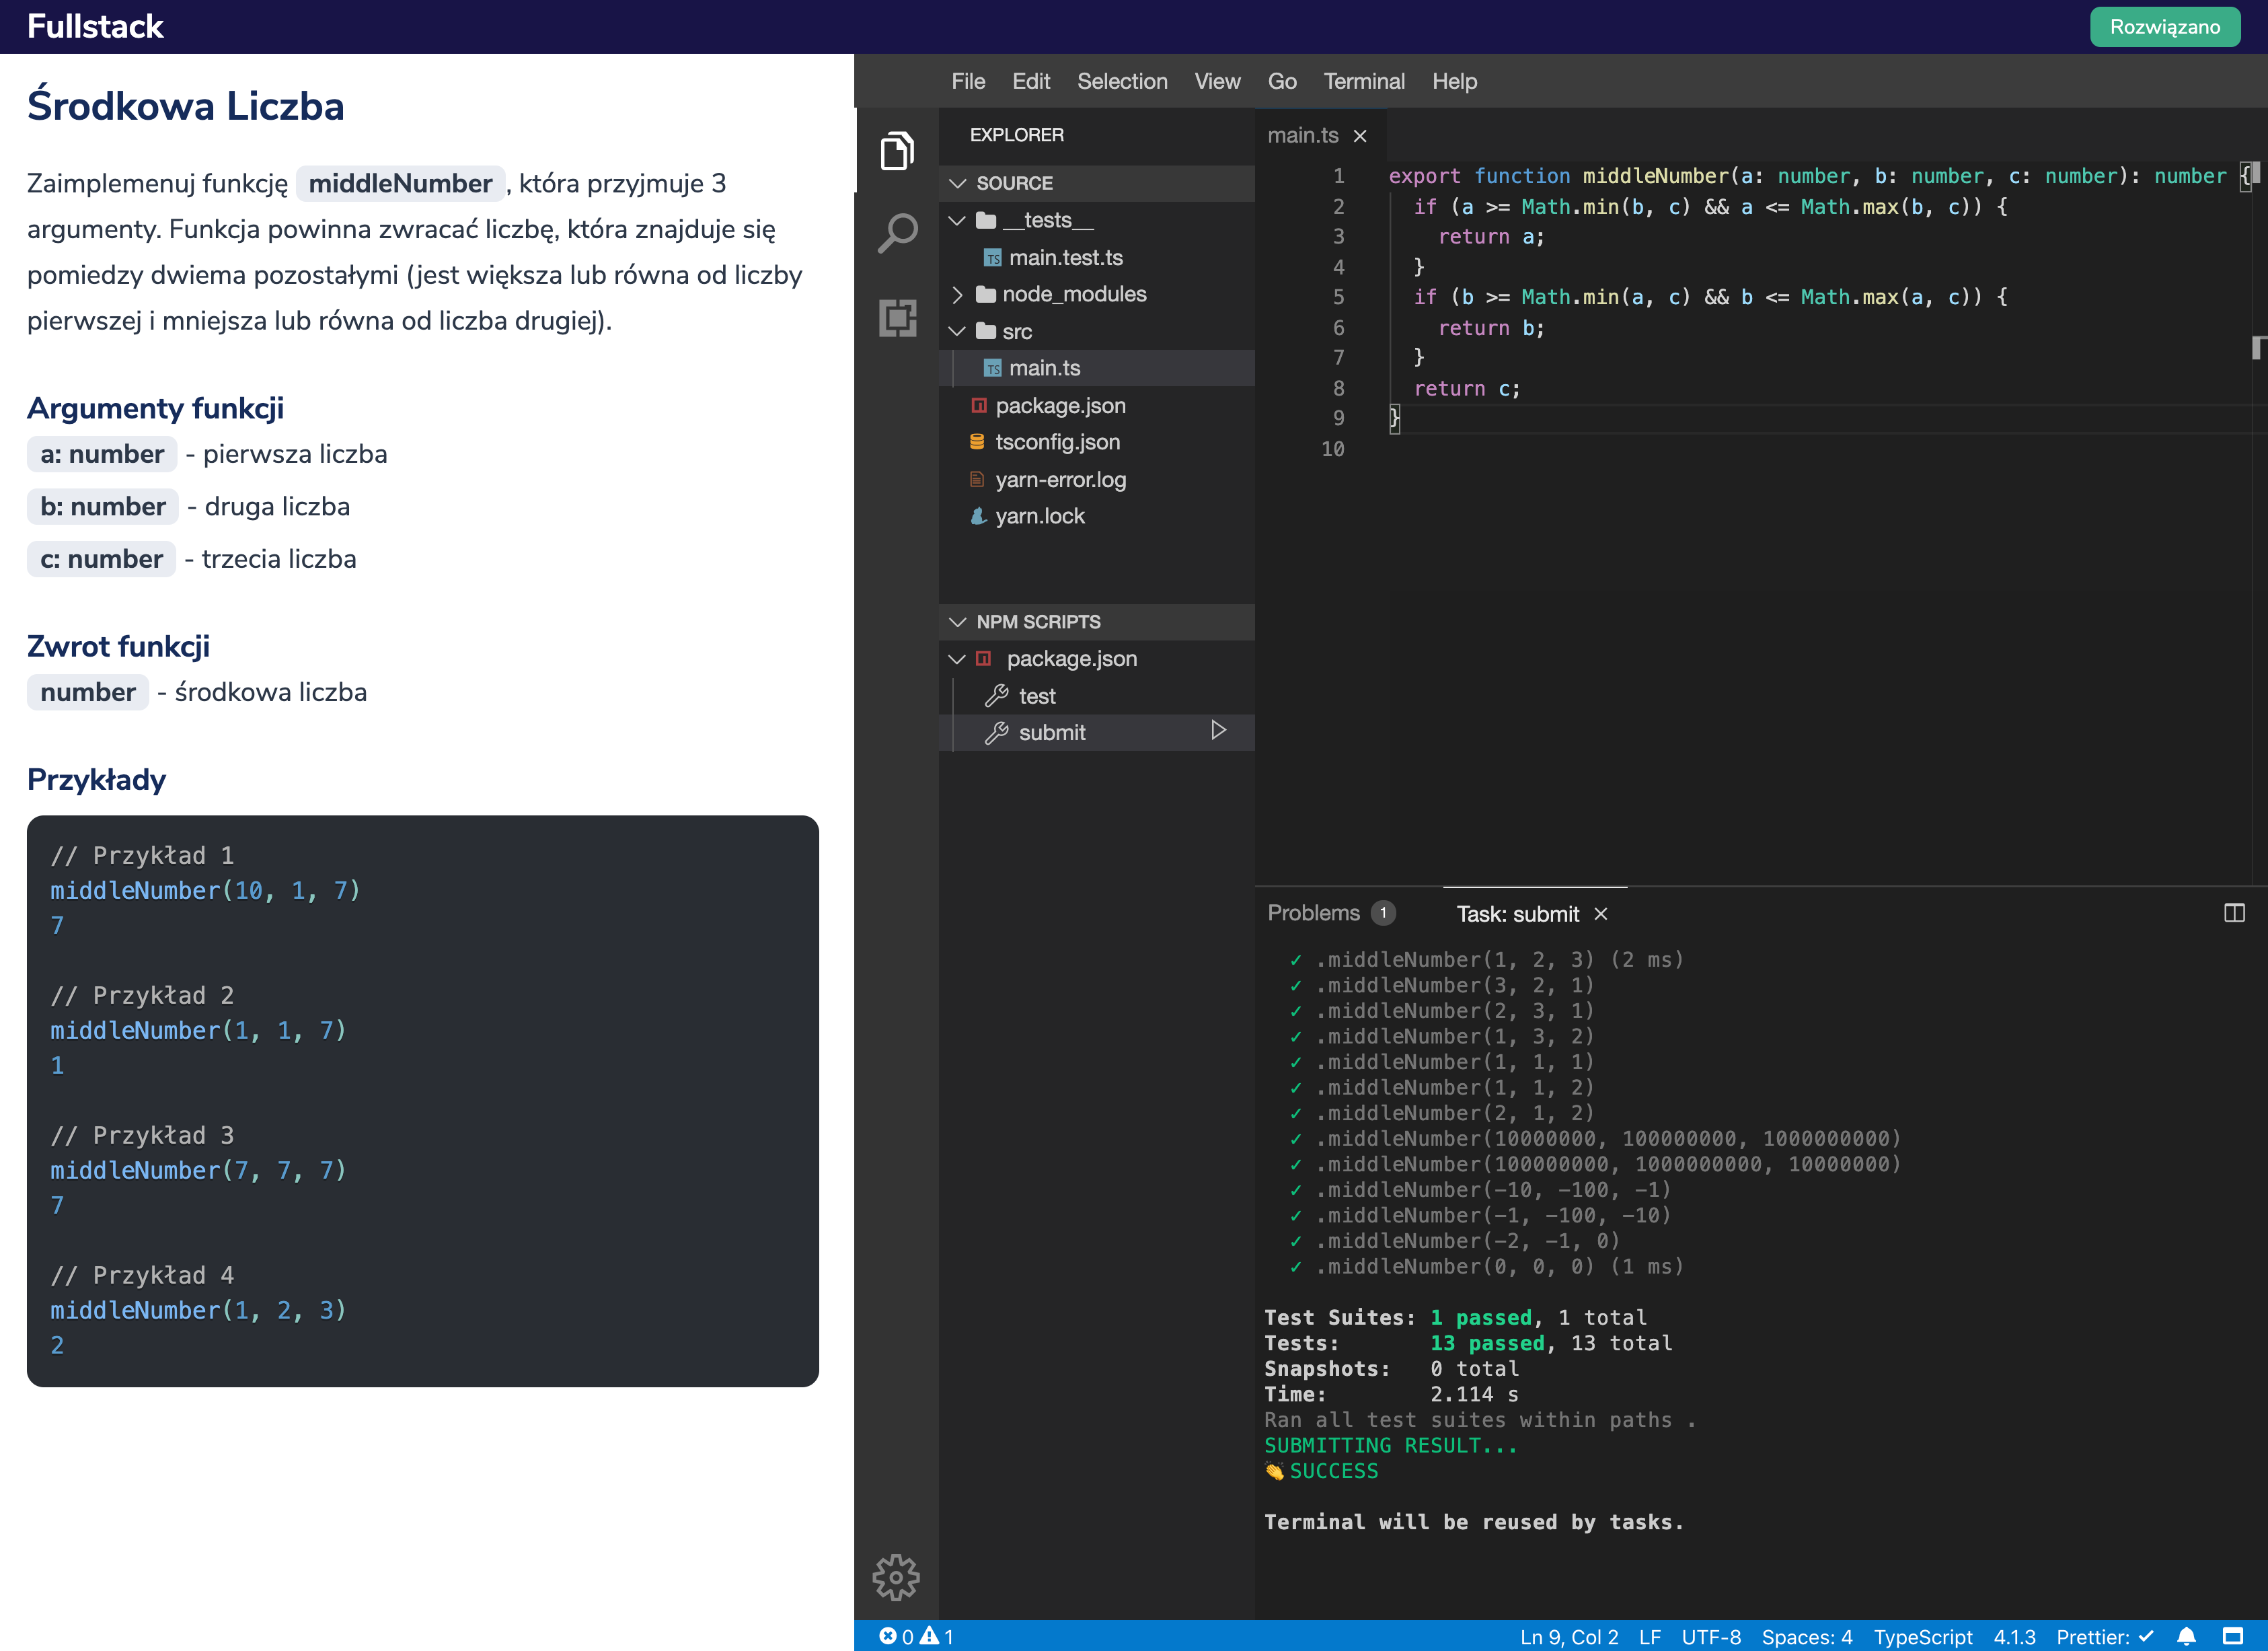 Fullstack
Rozwiązano
Środkowa Liczba
Zaimplemenuj funkcję middleNumber, która przyjmuje 3
argumenty. Funkcja powinna zwracać liczbę, która znajduje się
pomiedzy dwiema pozostałymi (jest większa lub równa od liczby
pierwszej i mniejsza lub równa od liczba drugiej).
Argumenty funkcji
a: number - pierwsza liczba
b: number - druga liczba
c: number - trzecia liczba
Zwrot funkcji
number - środkowa liczba
Przykłady
// Przykład 1
middleNumber(10, 1, 7)
7
// Przykład 2
middleNumber(1, 1, 7)
1
// Przykład 3
middleNumber(7, 7, 7)
7
// Przykład 4
middleNumber(1, 2, 3)
2
File Edit Selection View Go Terminal Help
EXPLORER
SOURCE
__tests__
TS main.test.ts
node_modules
src
TS main.ts
package.json
tsconfig.json
yarn-error.log
yarn.lock
NPM SCRIPTS
package.json
test
submit
main.ts
1 export function middleNumber(a: number, b: number, c: number): number {
2 if (a >= Math.min(b, c) && a <= Math.max(b, c)) {
3 return a;
4 }
5 if (b >= Math.min(a, c) && b <= Math.max(a, c)) {
6 return b;
7 }
8 return c;
9 }
10
Problems 1 Task: submit
✓ .middleNumber(1, 2, 3) (2 ms)
✓ .middleNumber(3, 2, 1)
✓ .middleNumber(2, 3, 1)
✓ .middleNumber(1, 3, 2)
✓ .middleNumber(1, 1, 1)
✓ .middleNumber(1, 1, 2)
✓ .middleNumber(2, 1, 2)
✓ .middleNumber(10000000, 100000000, 1000000000)
✓ .middleNumber(100000000, 1000000000, 10000000)
✓ .middleNumber(-10, -100, -1)
✓ .middleNumber(-1, -100, -10)
✓ .middleNumber(-2, -1, 0)
✓ .middleNumber(0, 0, 0) (1 ms)
Test Suites: 1 passed, 1 total
Tests: 13 passed, 13 total
Snapshots: 0 total
Time: 2.114 s
Ran all test suites within paths .
SUBMITTING RESULT...
👏 SUCCESS
Terminal will be reused by tasks.
0 1
Ln 9, Col 2 LF UTF-8 Spaces: 4 TypeScript 4.1.3 Prettier: ✓